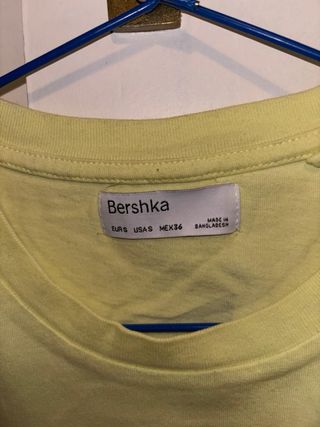 Bershka
EUR S USA S MEX 36
MADE IN
BANGLADESH